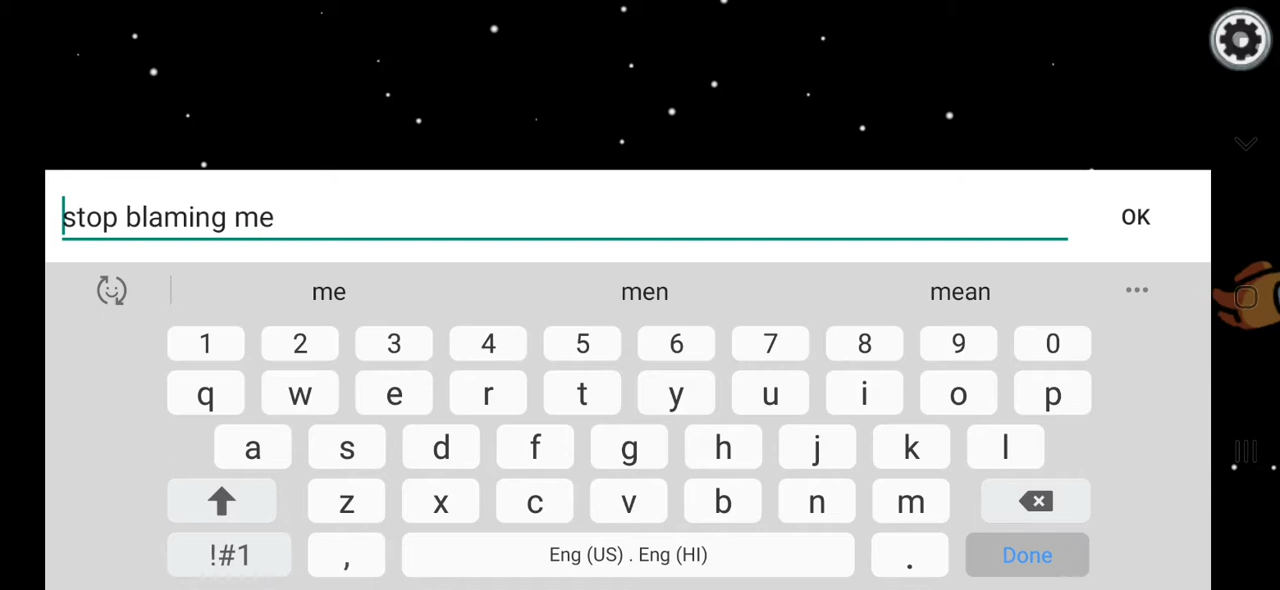 stop blaming me
OK
me men mean
1 2 3 4 5 6 7 8 9 0
q w e r t y u i o p
a s d f g h j k l
z x c v b n m
!#1 , Eng (US) . Eng (HI) . Done